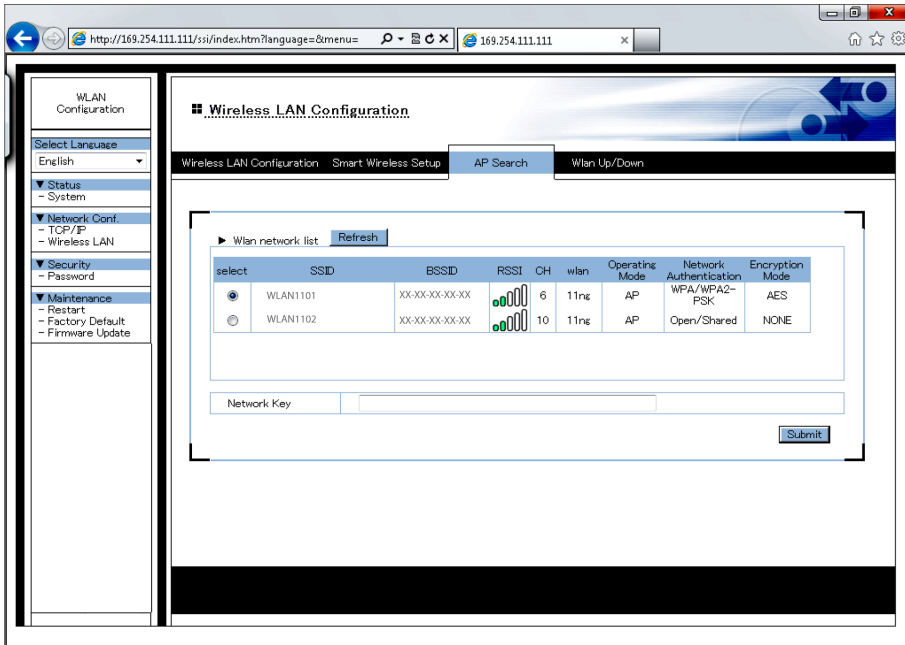 http://169.254.111.111/ssi/index.htm?language=&menu=
169.254.111.111
WLAN
Configuration
Select Language
English
▼ Status
- System
▼ Network Conf.
- TCP/IP
- Wireless LAN
▼ Security
- Password
▼ Maintenance
- Restart
- Factory Default
- Firmware Update
Wireless LAN Configuration
Wireless LAN Configuration Smart Wireless Setup AP Search Wlan Up/Down
▶ Wlan network list Refresh
select SSID BSSID RSSI CH wlan Operating Mode Network Authentication Encryption Mode
WLAN1101 XX-XX-XX-XX-XX 6 11ng AP WPA/WPA2-PSK AES
WLAN1102 XX-XX-XX-XX-XX 10 11ng AP Open/Shared NONE
Network Key
Submit